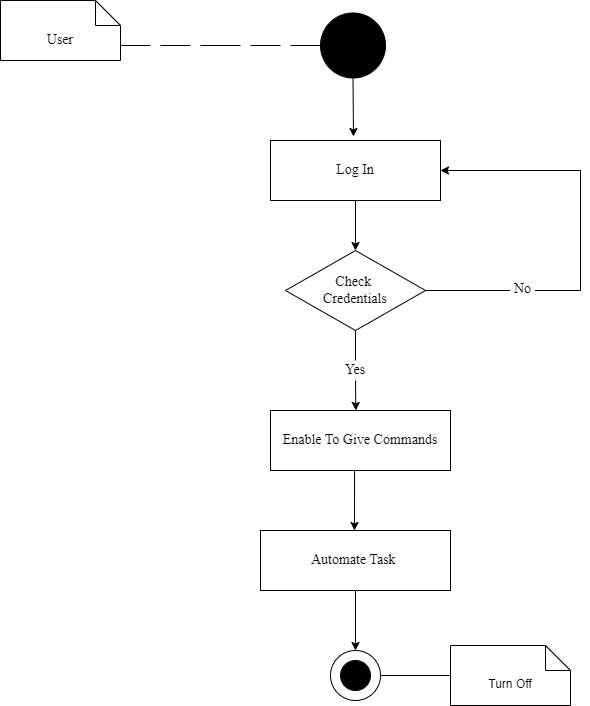 User
Log In
Check
Credentials
No
Yes
Enable To Give Commands
Automate Task
Turn Off